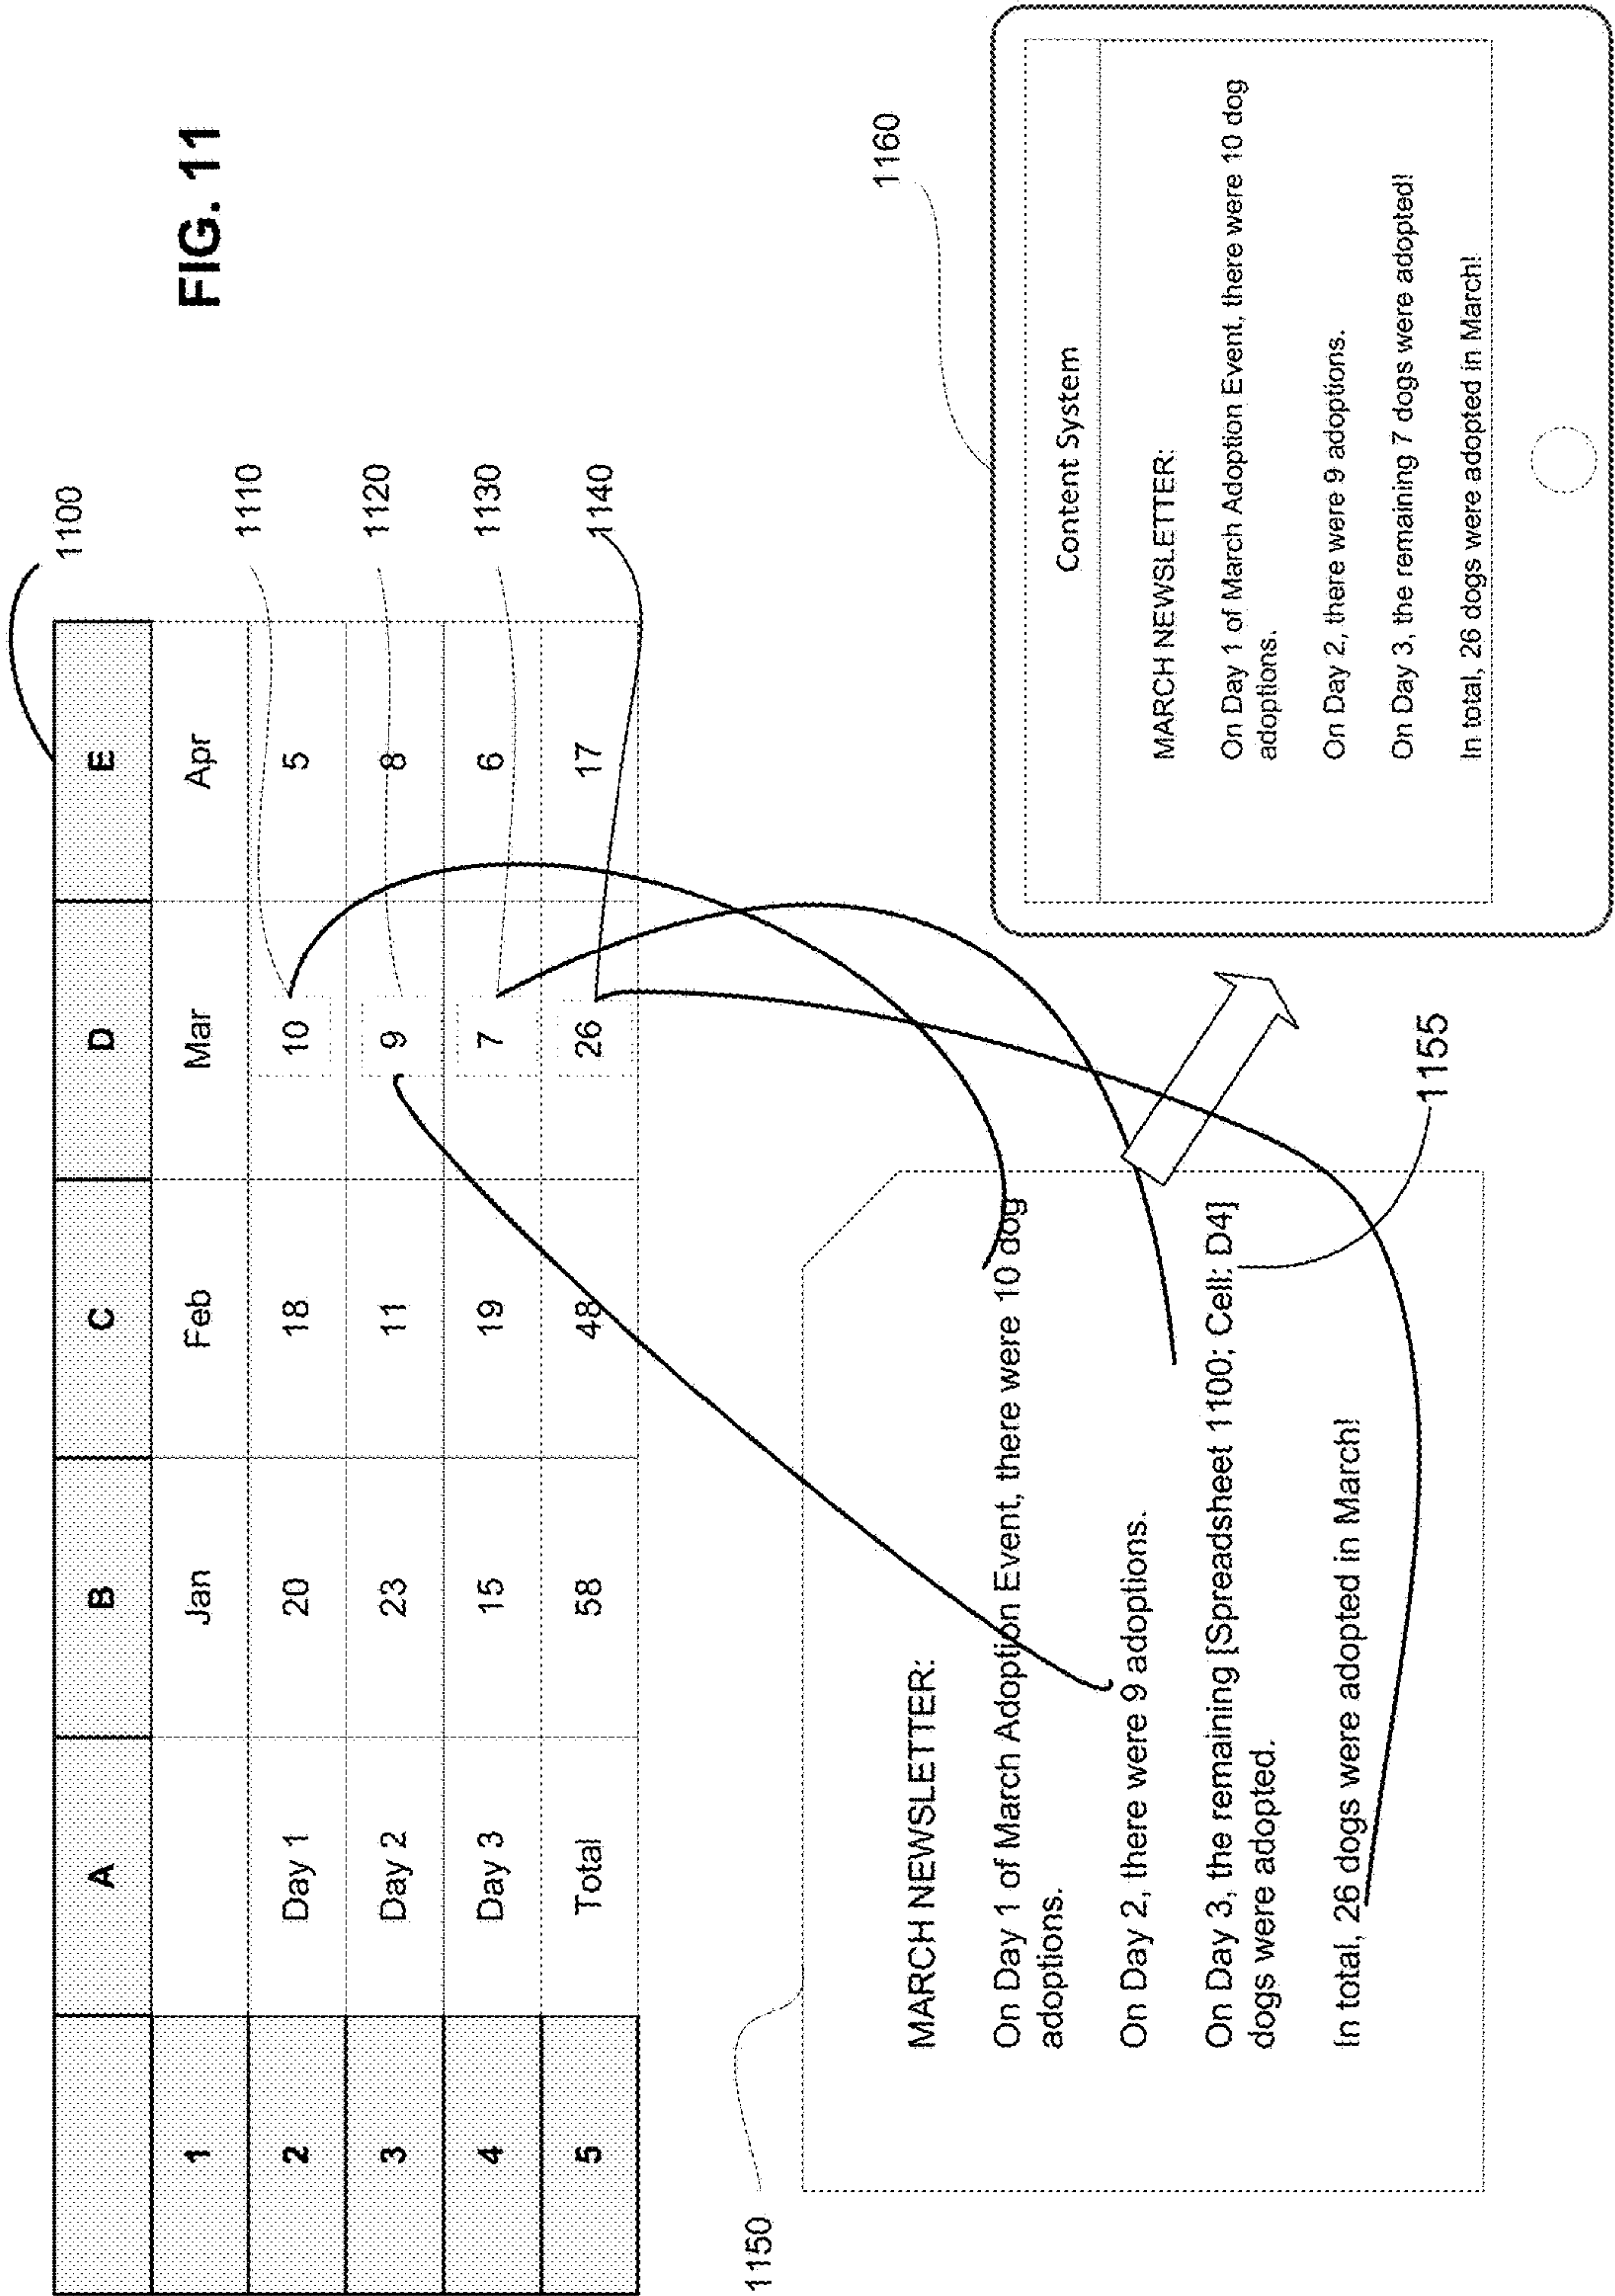 FIG. 11
1100
A B C D E
1 Jan Feb Mar Apr
2 Day 1 20 18 10 5
3 Day 2 23 11 9 8
4 Day 3 15 19 7 6
5 Total 58 48 26 17
1110
1120
1130
1140
1150
MARCH NEWSLETTER:
On Day 1 of March Adoption Event, there were 10 dog
adoptions.
On Day 2, there were 9 adoptions.
On Day 3, the remaining [Spreadsheet 1100; Cell: D4]
dogs were adopted.
In total, 26 dogs were adopted in March!
1155
1160
Content System
MARCH NEWSLETTER:
On Day 1 of March Adoption Event, there were 10 dog
adoptions.
On Day 2, there were 9 adoptions.
On Day 3, the remaining 7 dogs were adopted!
In total, 26 dogs were adopted in March!